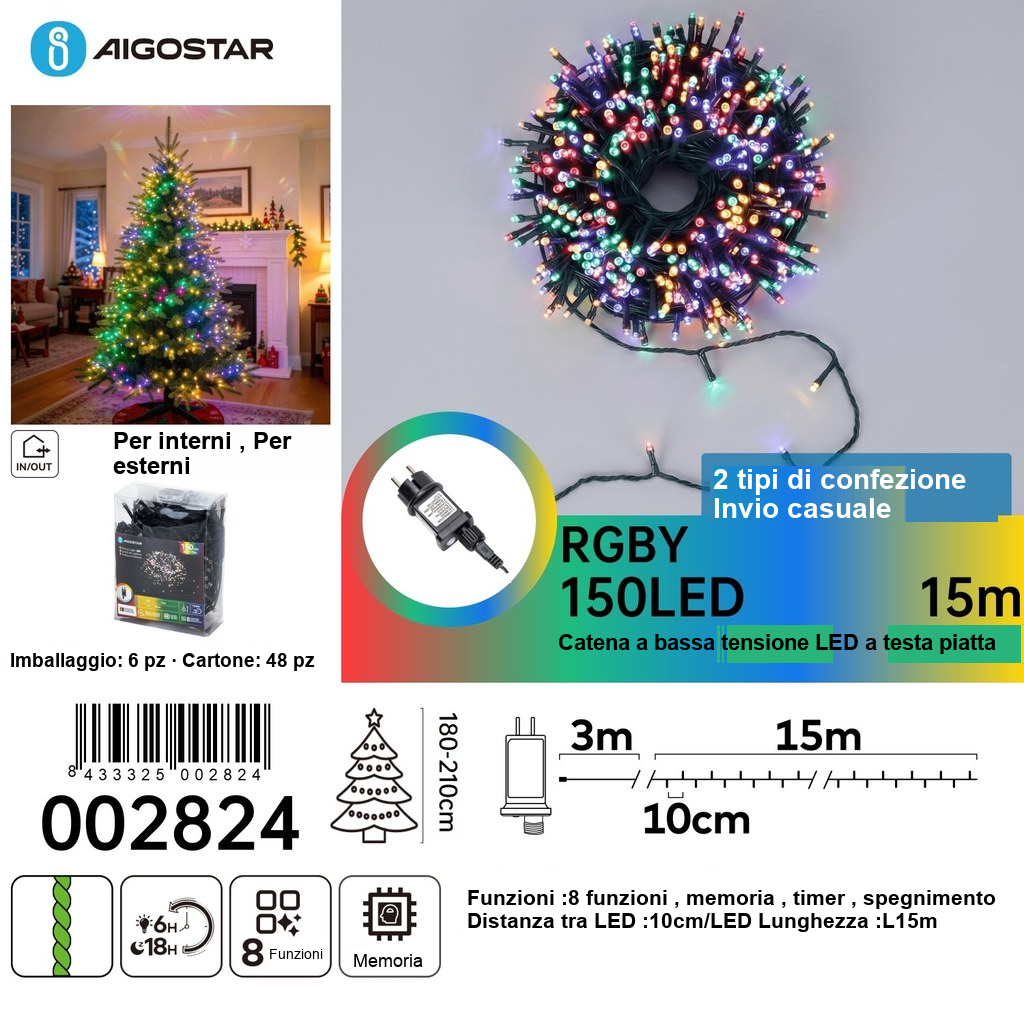 AIGOSTAR
IN/OUT
Per interni , Per
esterni
AIGOSTAR
150
Imballaggio: 6 pz · Cartone: 48 pz
2 tipi di confezione
Invio casuale
RGBY
150LED
15m
Catena a bassa tensione LED a testa piatta
8 433325 002824
002824
180-210cm
3m
15m
10cm
6H
18H
8 Funzioni
Memoria
Funzioni :8 funzioni , memoria , timer , spegnimento
Distanza tra LED :10cm/LED Lunghezza :L15m